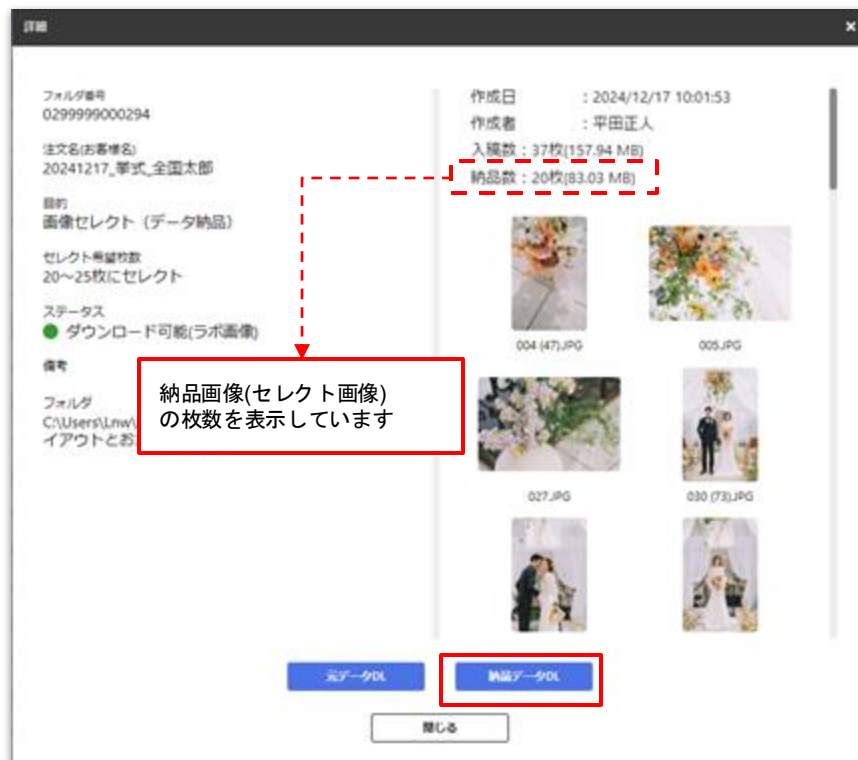 詳細
フォルダ番号
0299999000294
注文名(お客様名)
20241217_挙式_全国太郎
目的
画像セレクト（データ納品）
セレクト希望枚数
20～25枚にセレクト
ステータス
ダウンロード可能(ラボ画像)
備考
フォルダ
C:\Users\Lnw\
イアウトとお
納品画像(セレクト画像)
の枚数を表示しています
作成日 : 2024/12/17 10:01:53
作成者 : 平田正人
入稿数 : 37枚(157.94 MB)
納品数 : 20枚(83.03 MB)
004 (47).JPG
005.JPG
027.JPG
030 (73).JPG
元データDL
納品データDL
閉じる